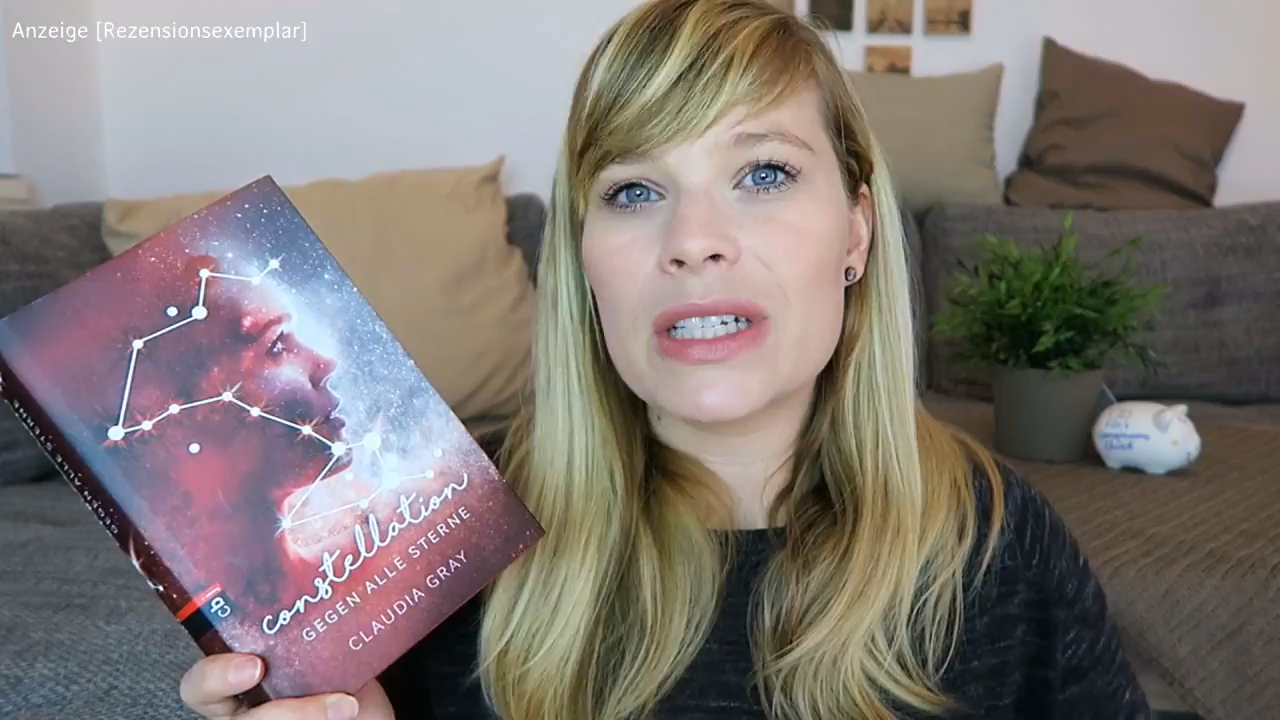 Anzeige [Rezensionsexemplar]
constellation
GEGEN ALLE STERNE
CLAUDIA GRAY
GEGEN ALLE STERNE
cbj